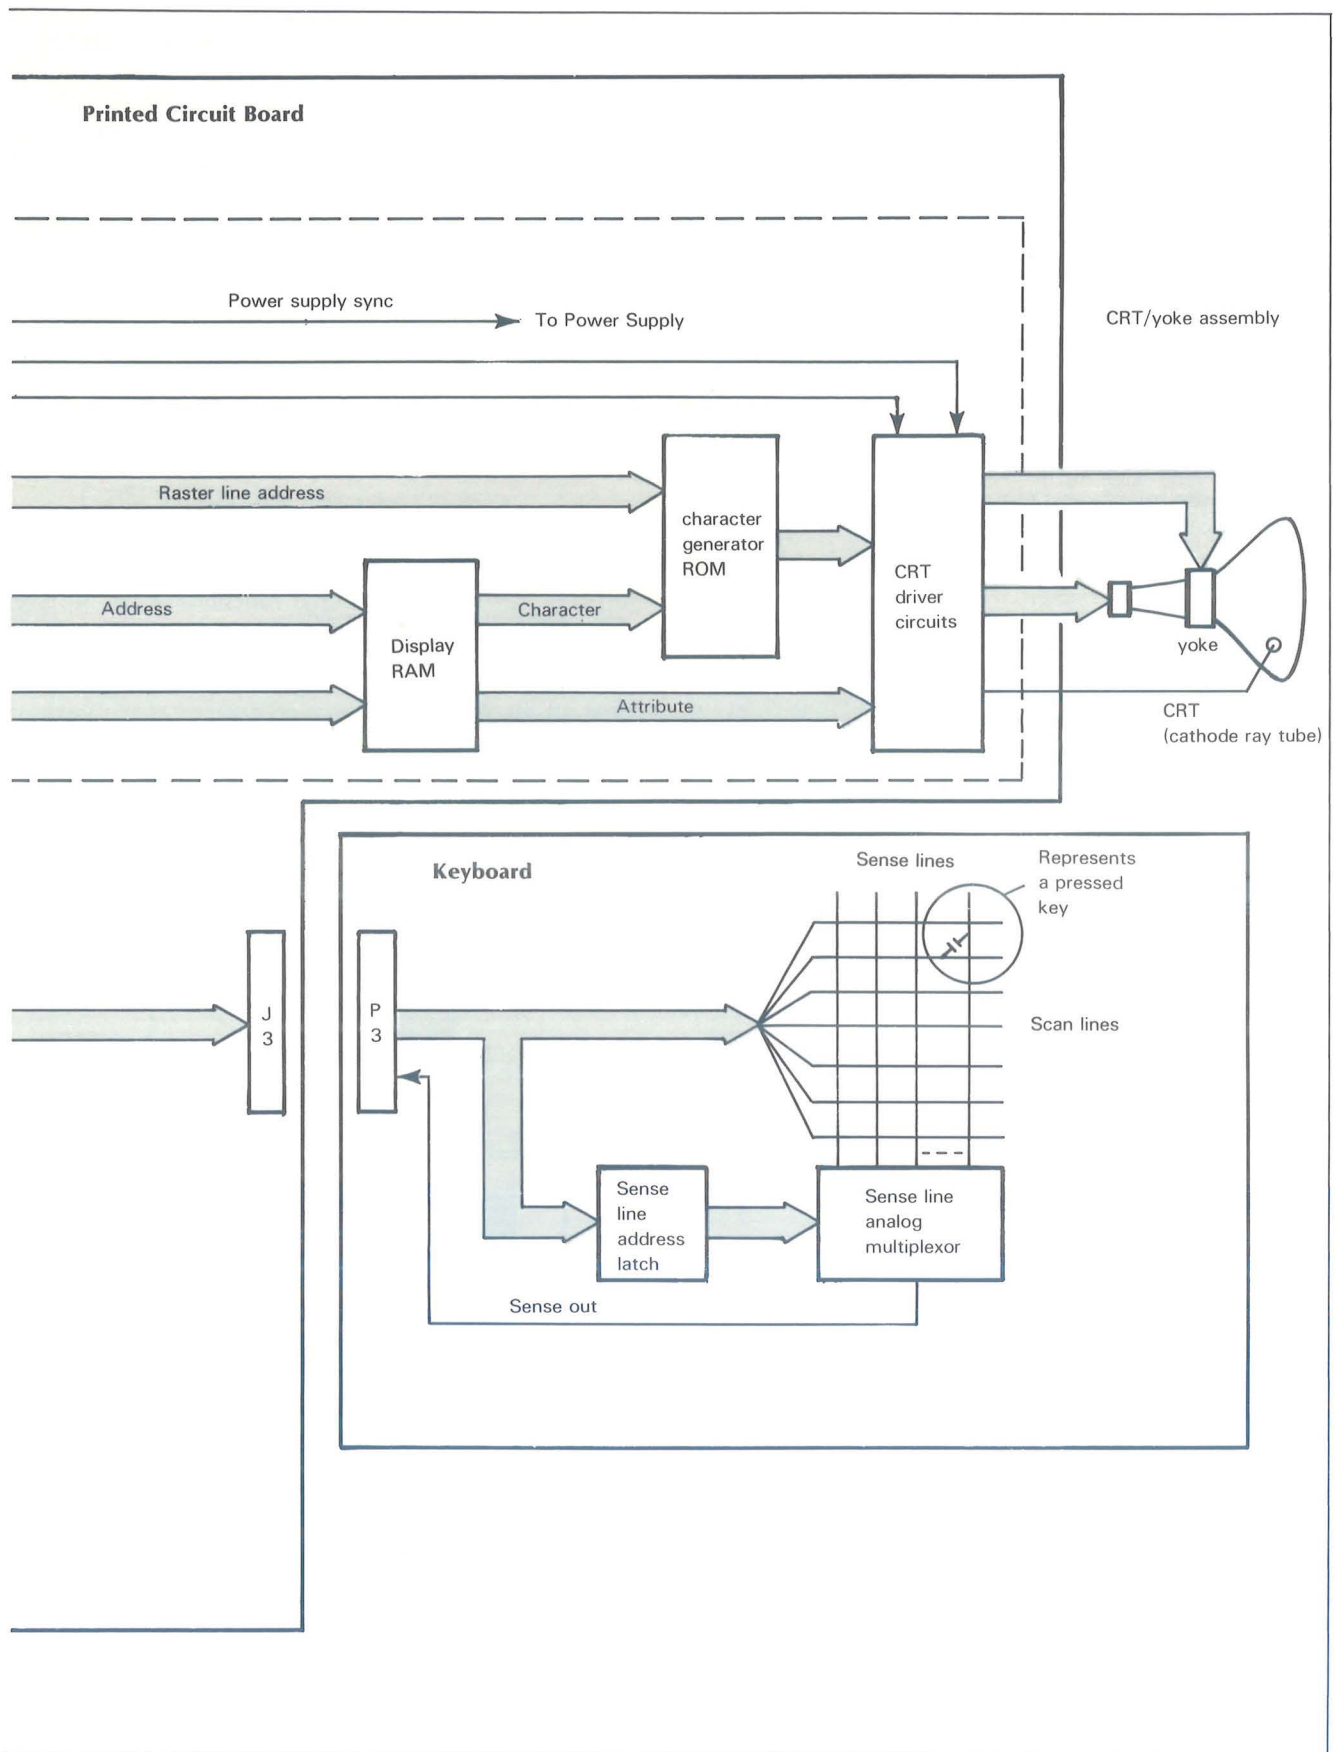 Printed Circuit Board
Power supply sync
To Power Supply
CRT/yoke assembly
Raster line address
character
generator
ROM
CRT
driver
circuits
Address
Character
Display
RAM
yoke
Attribute
CRT
(cathode ray tube)
Keyboard
Sense lines
Represents
a pressed
key
J
3
P
3
Scan lines
Sense
line
address
latch
Sense line
analog
multiplexor
Sense out